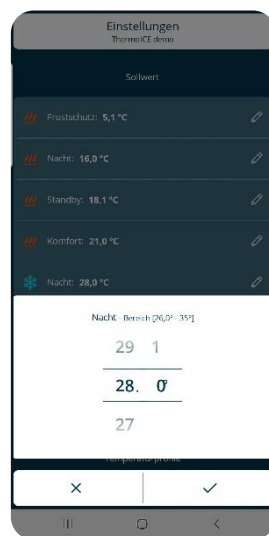 Einstellungen
ThermoICE demo
Sollwert
Frostschutz: 5,1 °C
Nacht: 16,0 °C
Standby: 18,1 °C
Komfort: 21,0 °C
Nacht: 28,0 °C
Nacht - Bereich [26,0° - 35°]
29 1
28. 0°
27
Temperaturprofile